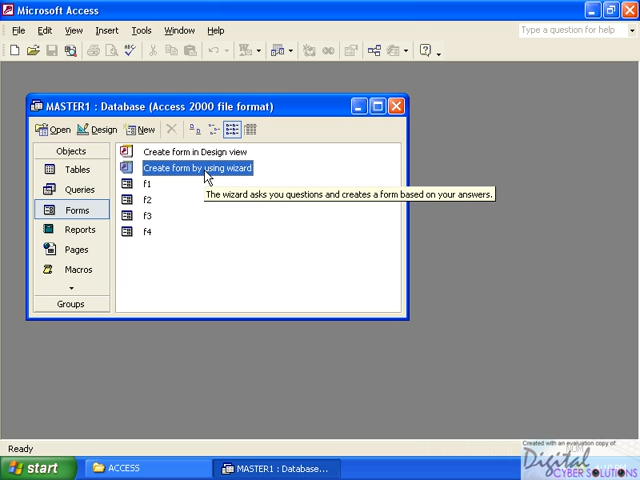 Microsoft Access
File Edit View Insert Tools Window Help
Type a question for help
MASTER1 : Database (Access 2000 file format)
Open Design New
Objects
Tables
Queries
Forms
Reports
Pages
Macros
Groups
Create form in Design view
Create form by using wizard
f1
f2
f3
f4
The wizard asks you questions and creates a form based on your answers.
Ready
NUM
start
ACCESS
MASTER1 : Database...
Created with an evaluation copy of
Digital
CYBER SOLUTIONS